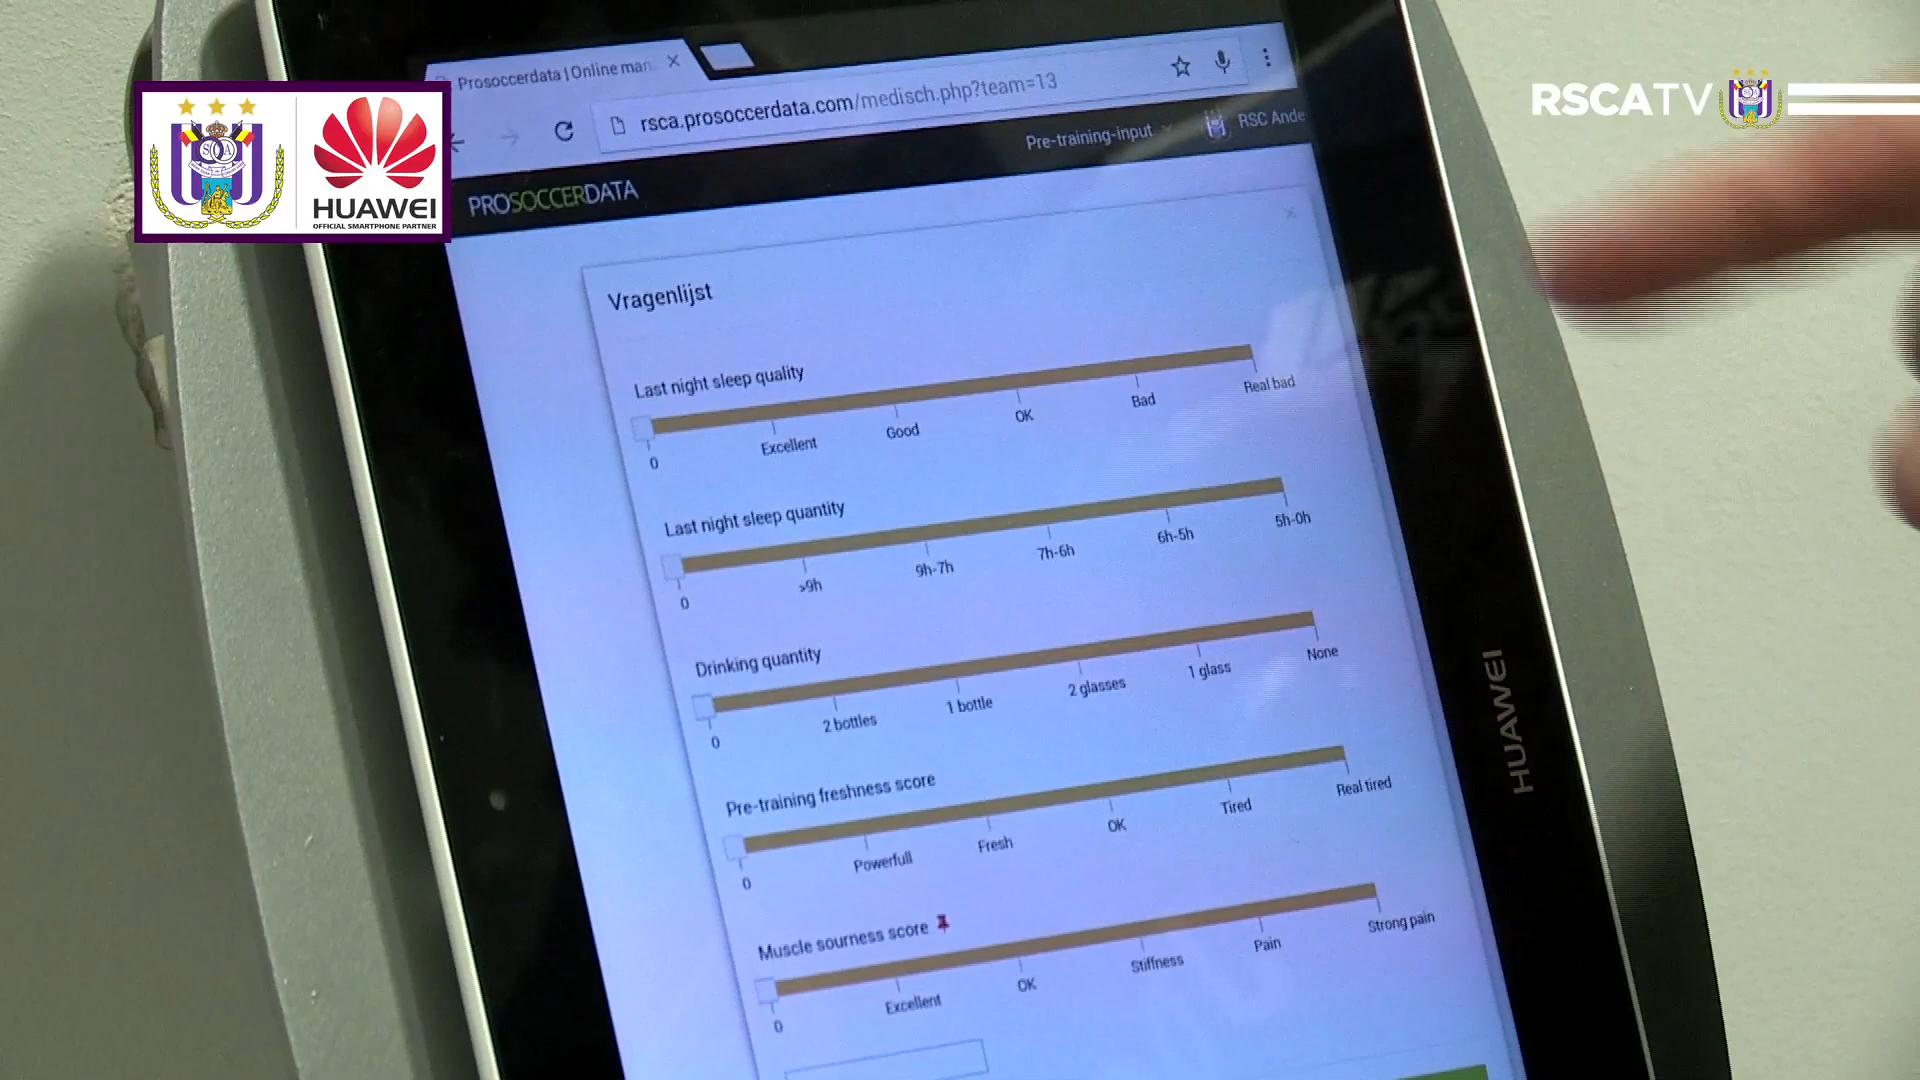 Prosoccerdata | Online man
rsca.prosoccerdata.com/medisch.php?team=13
Pre-training-input
RSC Ande
PROSOCCERDATA
HUAWEI
OFFICIAL SMARTPHONE PARTNER
RSCATV
Vragenlijst
Last night sleep quality
0 Excellent Good OK Bad Real bad
Last night sleep quantity
0 >9h 9h-7h 7h-6h 6h-5h 5h-0h
Drinking quantity
0 2 bottles 1 bottle 2 glasses 1 glass None
Pre-training freshness score
0 Powerfull Fresh OK Tired Real tired
Muscle sourness score
0 Excellent OK Stiffness Pain Strong pain
HUAWEI